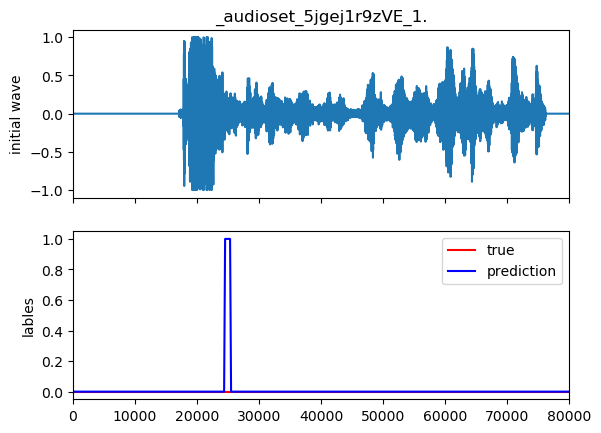 _audioset_5jgej1r9zVE_1.
1.0
0.5
0.0
−0.5
−1.0
initial wave
1.0
0.8
0.6
0.4
0.2
0.0
lables
true
prediction
0 10000 20000 30000 40000 50000 60000 70000 80000